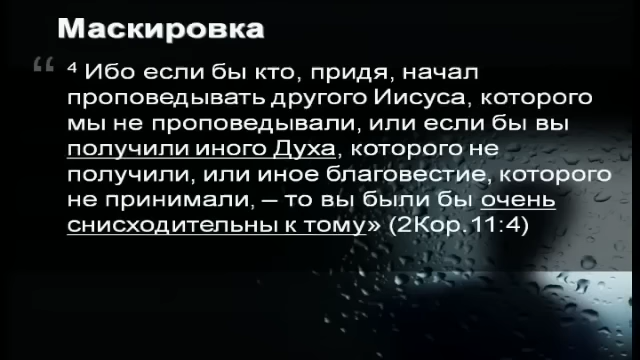 Маскировка
“ ⁴ Ибо если бы кто, придя, начал
проповедывать другого Иисуса, которого
мы не проповедывали, или если бы вы
получили иного Духа, которого не
получили, или иное благовестие, которого
не принимали, – то вы были бы очень
снисходительны к тому» (2Кор.11:4)